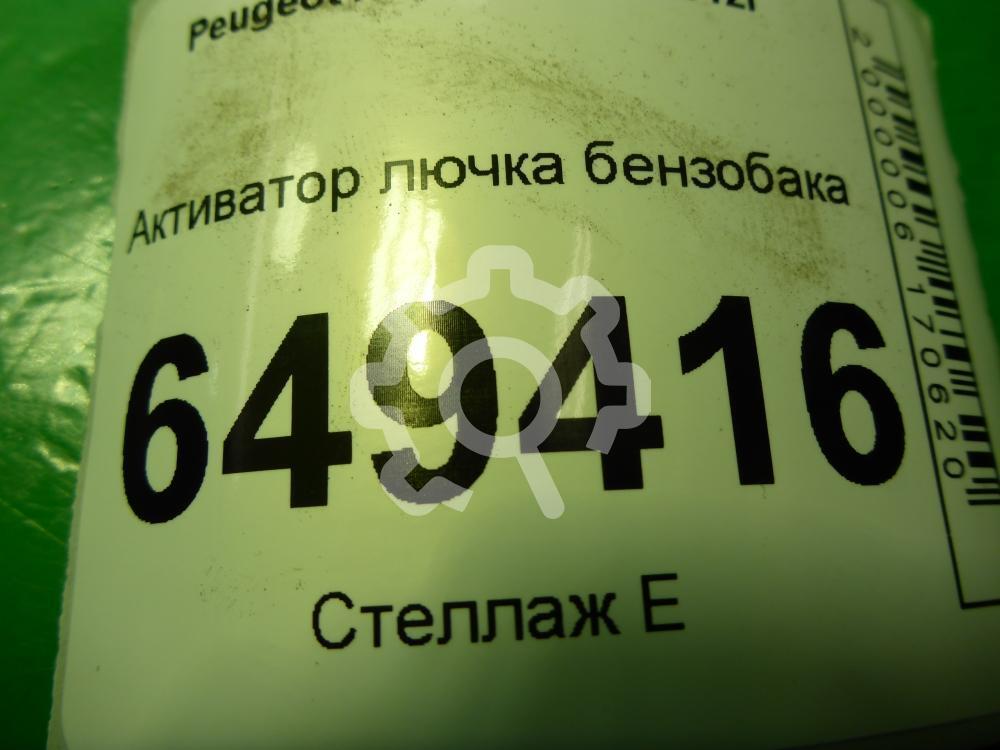 Peugeot
Активатор лючка бензобака
649416
Стеллаж Е
2000006170620